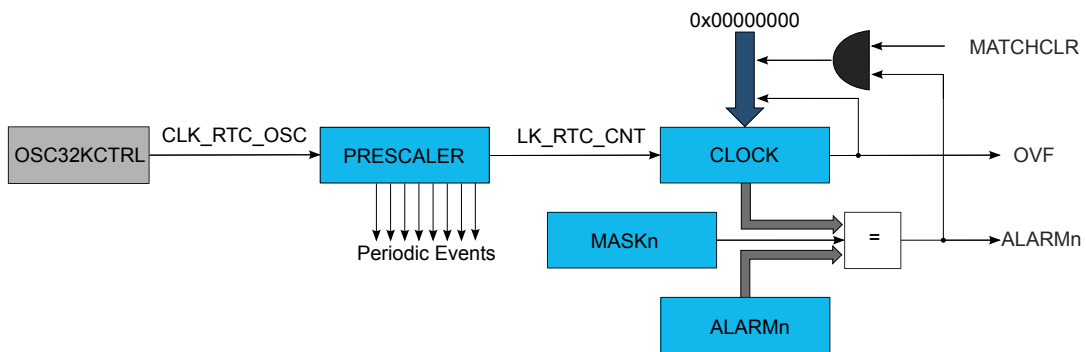 0x00000000
MATCHCLR
CLK_RTC_OSC
LK_RTC_CNT
OSC32KCTRL
PRESCALER
CLOCK
OVF
Periodic Events
MASKn
=
ALARMn
ALARMn